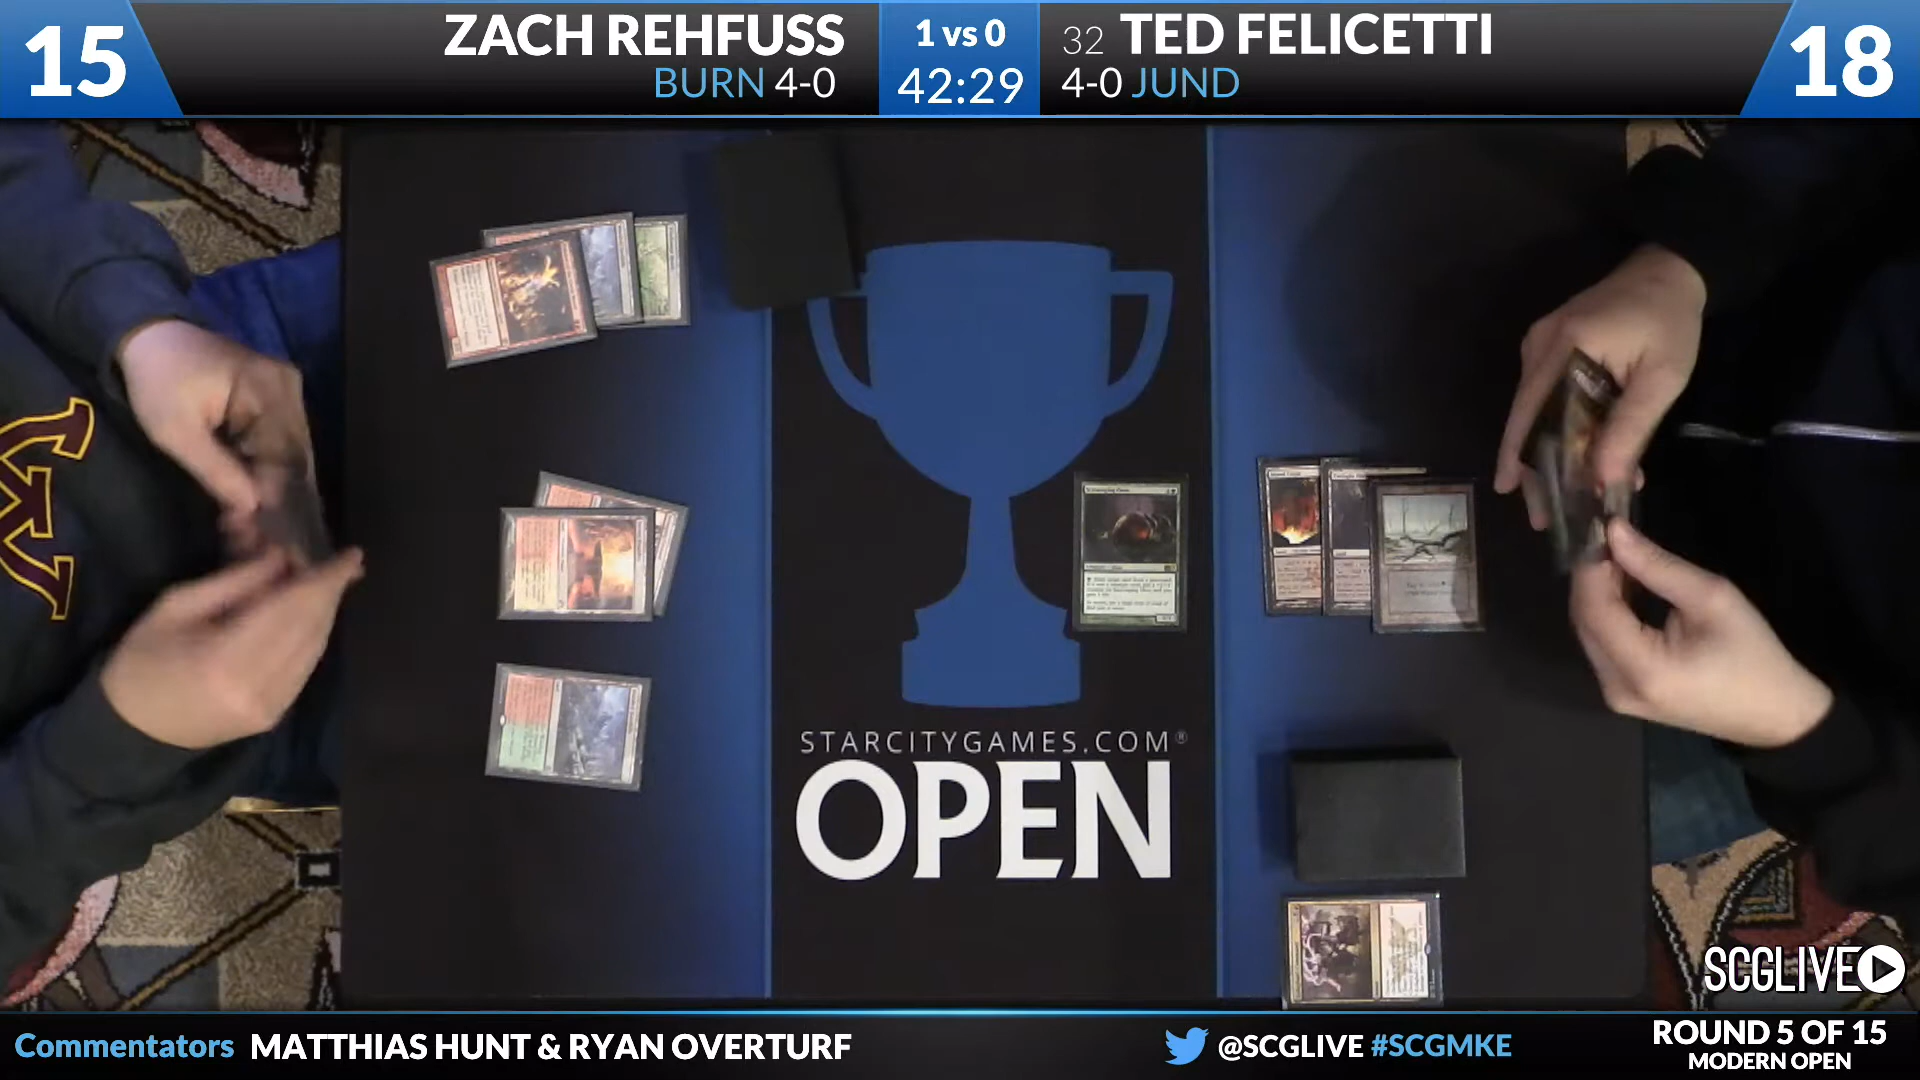 15
ZACH REHFUSS
BURN 4-0
1 vs 0
42:29
32 TED FELICETTI
4-0 JUND
18
STARCITYGAMES.COM®
OPEN
SCGLIVE
Commentators MATTHIAS HUNT & RYAN OVERTURF
@SCGLIVE #SCGMKE
ROUND 5 OF 15
MODERN OPEN